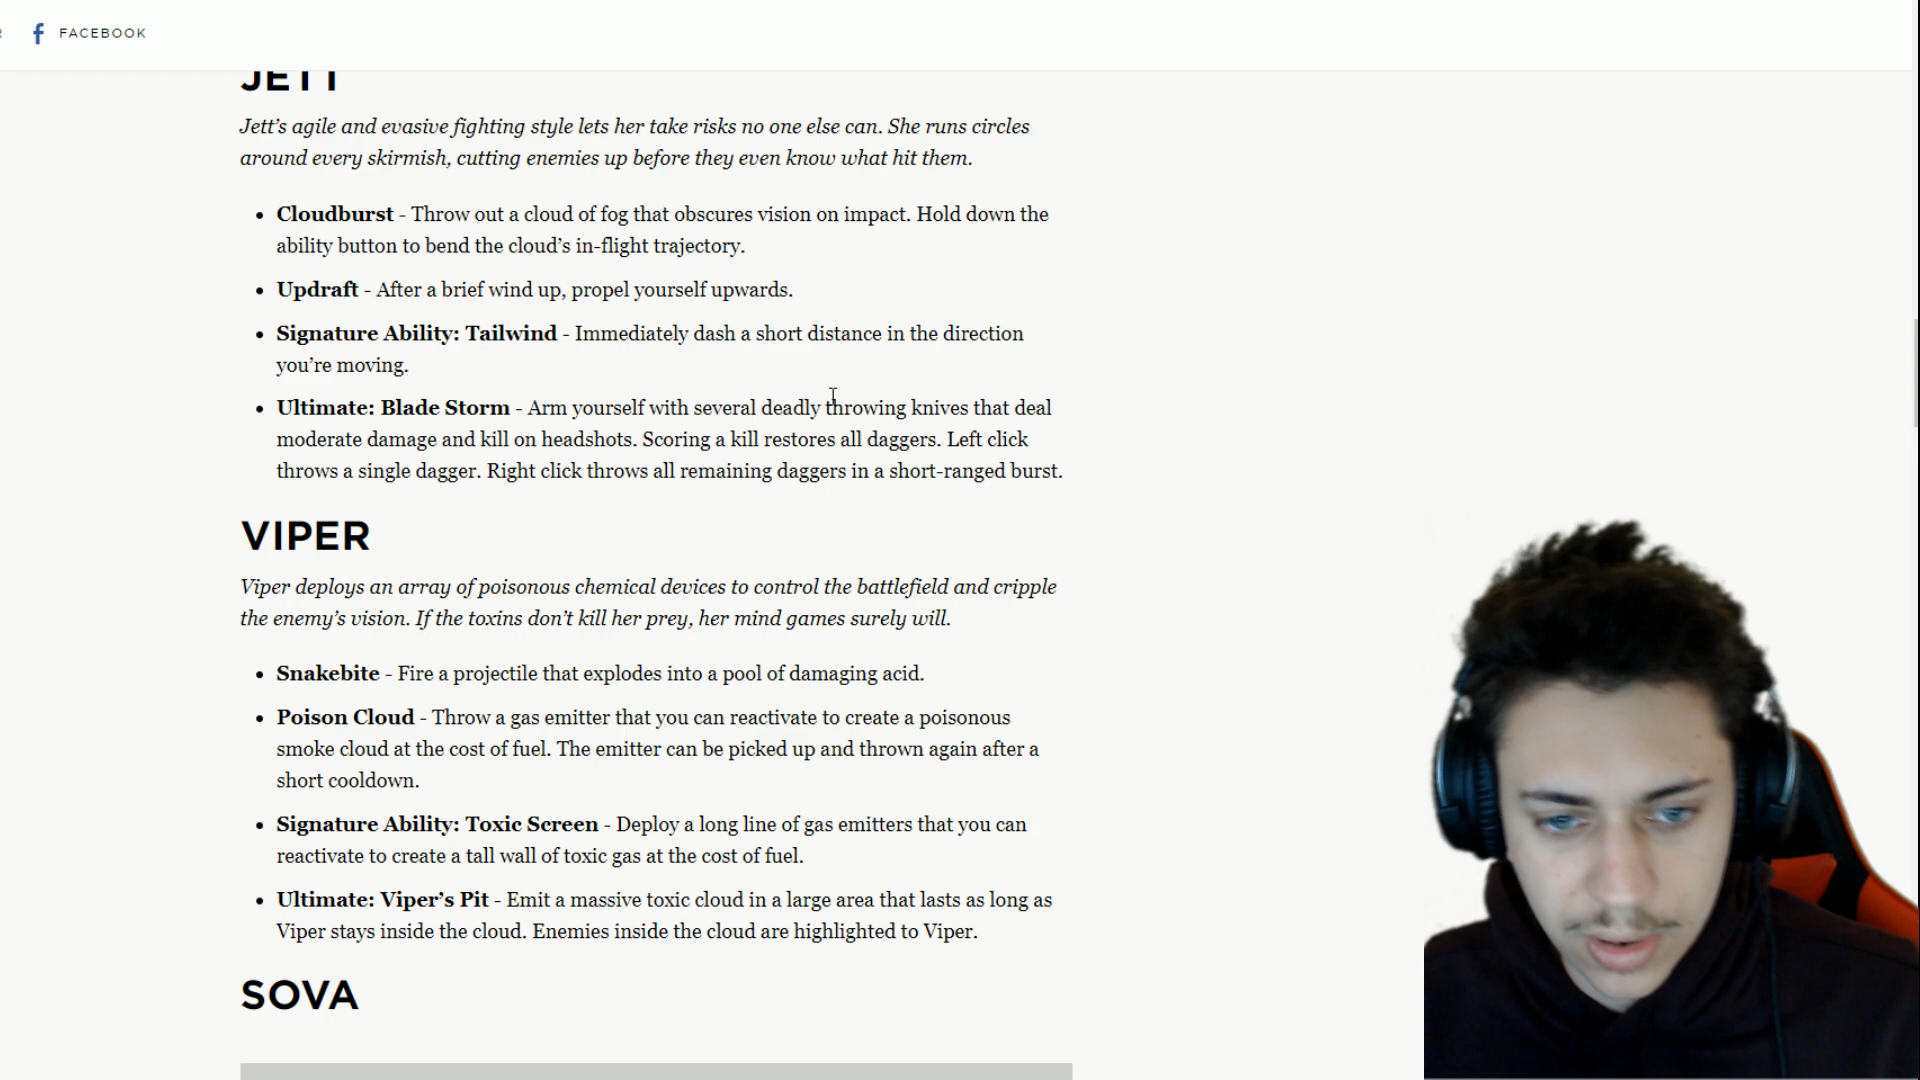 FACEBOOK
JETT
Jett’s agile and evasive fighting style lets her take risks no one else can. She runs circles
around every skirmish, cutting enemies up before they even know what hit them.
• Cloudburst - Throw out a cloud of fog that obscures vision on impact. Hold down the
ability button to bend the cloud’s in-flight trajectory.
• Updraft - After a brief wind up, propel yourself upwards.
• Signature Ability: Tailwind - Immediately dash a short distance in the direction
you’re moving.
• Ultimate: Blade Storm - Arm yourself with several deadly throwing knives that deal
moderate damage and kill on headshots. Scoring a kill restores all daggers. Left click
throws a single dagger. Right click throws all remaining daggers in a short-ranged burst.
VIPER
Viper deploys an array of poisonous chemical devices to control the battlefield and cripple
the enemy’s vision. If the toxins don’t kill her prey, her mind games surely will.
• Snakebite - Fire a projectile that explodes into a pool of damaging acid.
• Poison Cloud - Throw a gas emitter that you can reactivate to create a poisonous
smoke cloud at the cost of fuel. The emitter can be picked up and thrown again after a
short cooldown.
• Signature Ability: Toxic Screen - Deploy a long line of gas emitters that you can
reactivate to create a tall wall of toxic gas at the cost of fuel.
• Ultimate: Viper’s Pit - Emit a massive toxic cloud in a large area that lasts as long as
Viper stays inside the cloud. Enemies inside the cloud are highlighted to Viper.
SOVA